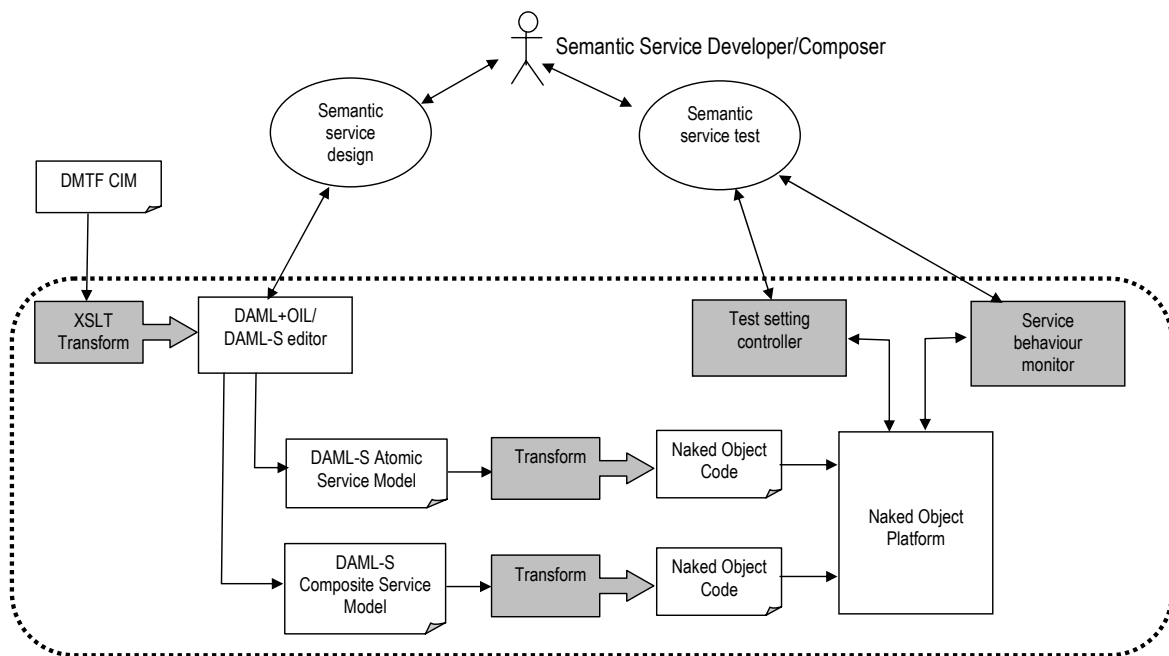 Semantic Service Developer/Composer
Semantic
service
design
Semantic
service test
DMTF CIM
XSLT
Transform
DAML+OIL/
DAML-S editor
Test setting
controller
Service
behaviour
monitor
DAML-S Atomic
Service Model
Transform
Naked Object
Code
Naked Object
Platform
DAML-S
Composite Service
Model
Transform
Naked Object
Code